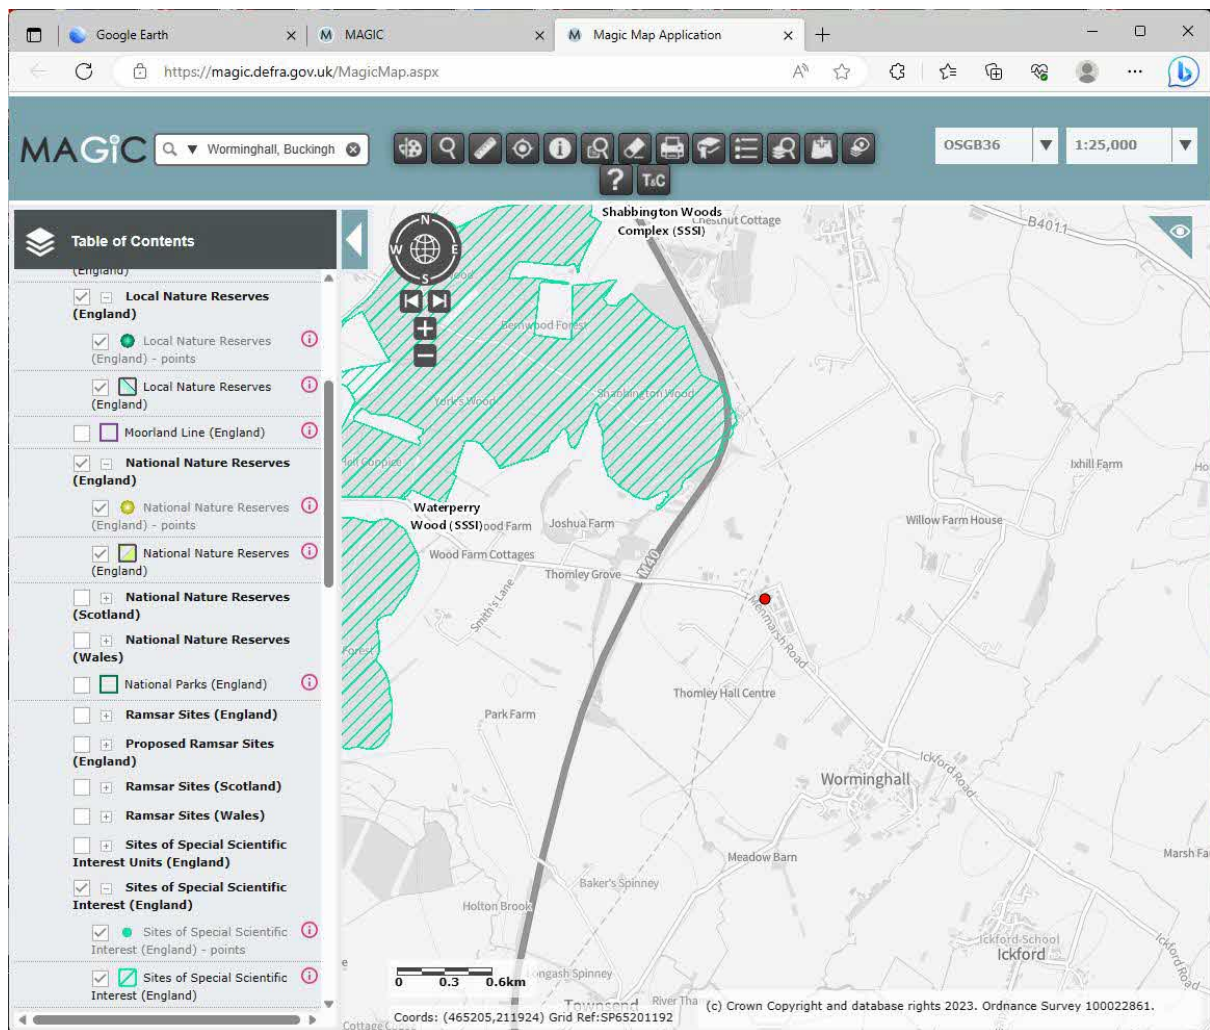 Google Earth
MAGIC
Magic Map Application
https://magic.defra.gov.uk/MagicMap.aspx
MAGiC
Worminghall, Buckingh
OSGB36
1:25,000
?
T&C
Table of Contents
(England)
Local Nature Reserves
(England)
Local Nature Reserves
(England) - points
Local Nature Reserves
(England)
Moorland Line (England)
National Nature Reserves
(England)
National Nature Reserves
(England) - points
National Nature Reserves
(England)
National Nature Reserves
(Scotland)
National Nature Reserves
(Wales)
National Parks (England)
Ramsar Sites (England)
Proposed Ramsar Sites
(England)
Ramsar Sites (Scotland)
Ramsar Sites (Wales)
Sites of Special Scientific
Interest Units (England)
Sites of Special Scientific
Interest (England)
Sites of Special Scientific
Interest (England) - points
Sites of Special Scientific
Interest (England)
N
W E
S
Shabbington Woods
Complex (SSSI)
Chestnut Cottage
B4011
Bernwood Forest
Shabbington Wood
York's Wood
Ixhill Farm
Waterperry
Wood (SSSI)
ood Farm
Joshua Farm
Willow Farm House
Wood Farm Cottages
M 40
Thomley Grove
Smith's Lane
Menmarsh Road
Forest
Thomley Hall Centre
Park Farm
Ickford Road
Worminghall
Meadow Barn
Marsh Fa
Baker's Spinney
Holton Brook
Ickford School
Ickford
Ickford Road
0 0.3 0.6km
ongash Spinney
Townsend
River Tha
(c) Crown Copyright and database rights 2023. Ordnance Survey 100022861.
Coords: (465205,211924) Grid Ref:SP65201192
Cottage